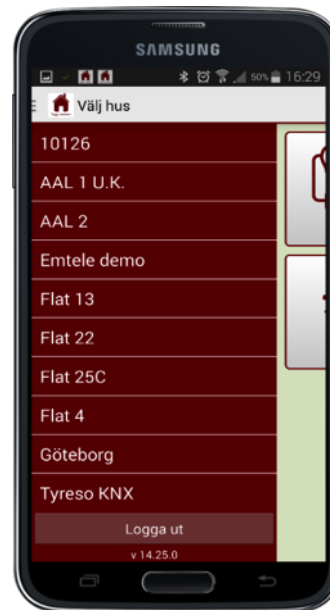 SAMSUNG
50% 16:29
Välj hus
10126
AAL 1 U.K.
AAL 2
Emtele demo
Flat 13
Flat 22
Flat 25C
Flat 4
Göteborg
Tyreso KNX
Logga ut
v 14.25.0